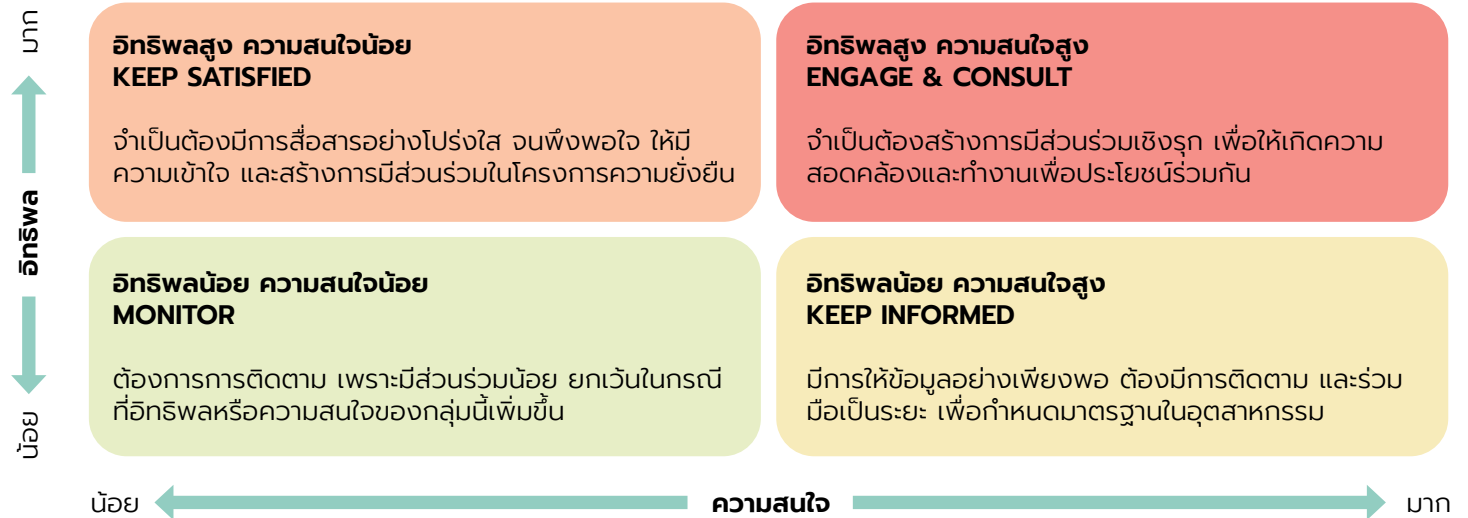 มาก
อิทธิพล
น้อย
อิทธิพลสูง ความสนใจน้อย
KEEP SATISFIED
จำเป็นต้องมีการสื่อสารอย่างโปร่งใส จนพึงพอใจ ให้มี
ความเข้าใจ และสร้างการมีส่วนร่วมในโครงการความยั่งยืน
อิทธิพลสูง ความสนใจสูง
ENGAGE & CONSULT
จำเป็นต้องสร้างการมีส่วนร่วมเชิงรุก เพื่อให้เกิดความ
สอดคล้องและทำงานเพื่อประโยชน์ร่วมกัน
อิทธิพลน้อย ความสนใจน้อย
MONITOR
ต้องการการติดตาม เพราะมีส่วนร่วมน้อย ยกเว้นในกรณี
ที่อิทธิพลหรือความสนใจของกลุ่มนี้เพิ่มขึ้น
อิทธิพลน้อย ความสนใจสูง
KEEP INFORMED
มีการให้ข้อมูลอย่างเพียงพอ ต้องมีการติดตาม และร่วม
มือเป็นระยะ เพื่อกำหนดมาตรฐานในอุตสาหกรรม
น้อย ความสนใจ มาก